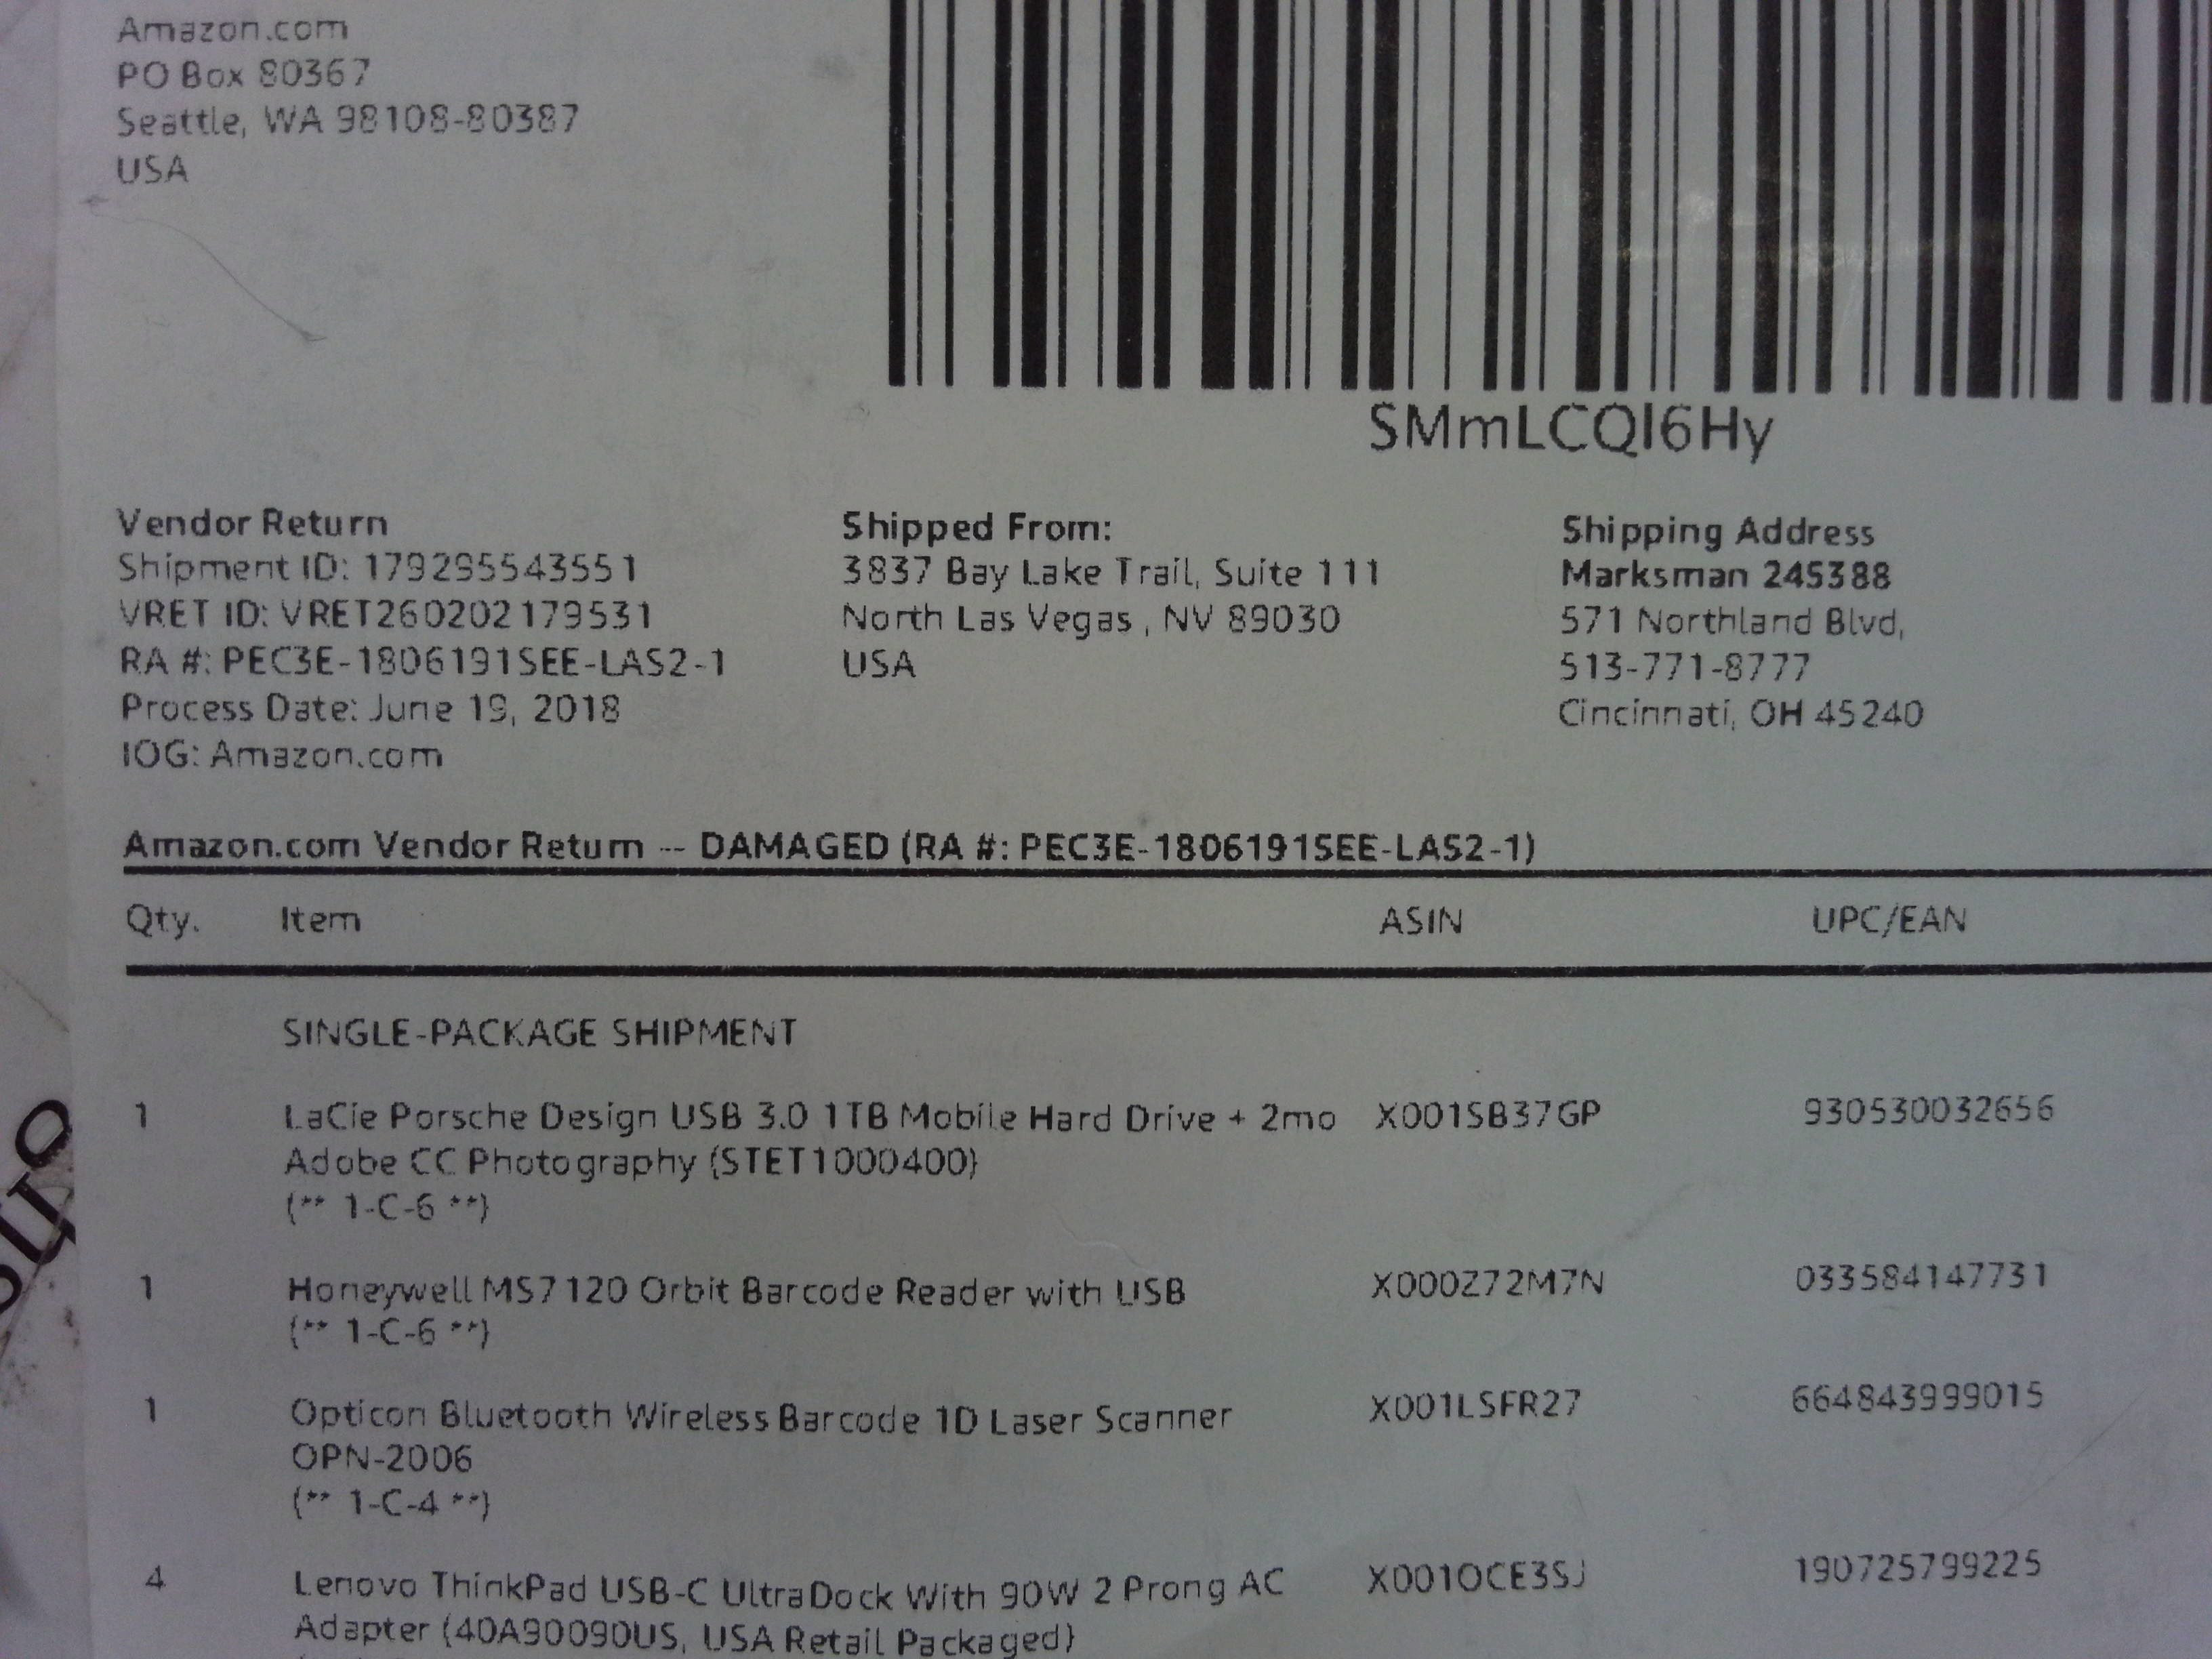 Amazon.com
PO Box 80367
Seattle, WA 98108-80387
USA
SMmLCQl6Hy
Vendor Return
Shipment ID: 179295543551
VRET ID: VRET260202179531
RA #: PEC3E-1806191SEE-LAS2-1
Process Date: June 19, 2018
IOG: Amazon.com
Shipped From:
3837 Bay Lake Trail, Suite 111
North Las Vegas , NV 89030
USA
Shipping Address
Marksman 245388
571 Northland Blvd,
513-771-8777
Cincinnati, OH 45240
Amazon.com Vendor Return -- DAMAGED (RA #: PEC3E-1806191SEE-LAS2-1)
Qty. Item ASIN UPC/EAN
SINGLE-PACKAGE SHIPMENT
1 LaCie Porsche Design USB 3.0 1TB Mobile Hard Drive + 2mo X001SB37GP 930530032656
Adobe CC Photography (STET1000400)
(** 1-C-6 **)
1 Honeywell MS7120 Orbit Barcode Reader with USB X000Z72M7N 033584147731
(** 1-C-6 **)
1 Opticon Bluetooth Wireless Barcode 1D Laser Scanner X001LSFR27 664843999015
OPN-2006
(** 1-C-4 **)
4 Lenovo ThinkPad USB-C UltraDock With 90W 2 Prong AC X001OCE3SJ 190725799225
Adapter (40A90090US, USA Retail Packaged)